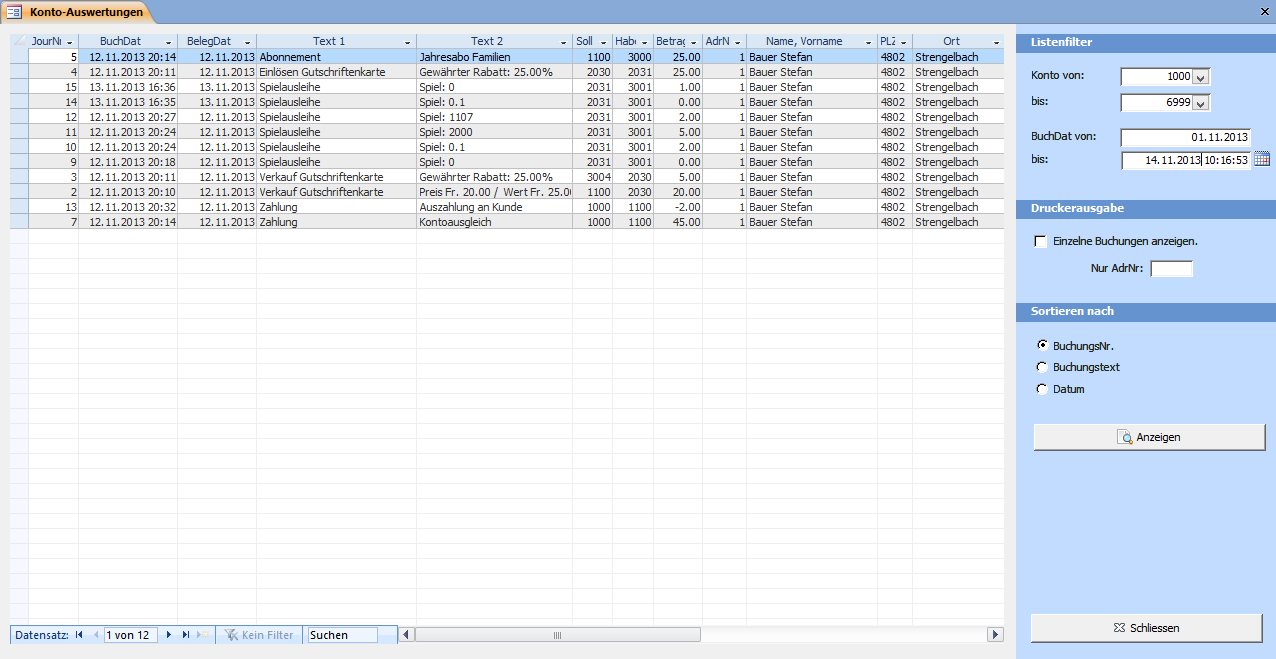 Konto-Auswertungen
JourNr BuchDat BelegDat Text 1 Text 2 Soll Habe Betrag AdrN Name, Vorname PLZ Ort
5 12.11.2013 20:14 12.11.2013 Abonnement Jahresabo Familien 1100 3000 25.00 1 Bauer Stefan 4802 Strengelbach
4 12.11.2013 20:11 12.11.2013 Einlösen Gutschriftenkarte Gewährter Rabatt: 25.00% 2030 2031 25.00 1 Bauer Stefan 4802 Strengelbach
15 13.11.2013 16:36 13.11.2013 Spielausleihe Spiel: 0 2031 3001 1.00 1 Bauer Stefan 4802 Strengelbach
14 13.11.2013 16:35 13.11.2013 Spielausleihe Spiel: 0.1 2031 3001 0.00 1 Bauer Stefan 4802 Strengelbach
12 12.11.2013 20:27 12.11.2013 Spielausleihe Spiel: 1107 2031 3001 2.00 1 Bauer Stefan 4802 Strengelbach
11 12.11.2013 20:24 12.11.2013 Spielausleihe Spiel: 2000 2031 3001 5.00 1 Bauer Stefan 4802 Strengelbach
10 12.11.2013 20:24 12.11.2013 Spielausleihe Spiel: 0.1 2031 3001 2.00 1 Bauer Stefan 4802 Strengelbach
9 12.11.2013 20:18 12.11.2013 Spielausleihe Spiel: 0 2031 3001 0.00 1 Bauer Stefan 4802 Strengelbach
3 12.11.2013 20:11 12.11.2013 Verkauf Gutschriftenkarte Gewährter Rabatt: 25.00% 3004 2030 5.00 1 Bauer Stefan 4802 Strengelbach
2 12.11.2013 20:10 12.11.2013 Verkauf Gutschriftenkarte Preis Fr. 20.00 / Wert Fr. 25.0 1100 2030 20.00 1 Bauer Stefan 4802 Strengelbach
13 12.11.2013 20:32 12.11.2013 Zahlung Auszahlung an Kunde 1000 1100 -2.00 1 Bauer Stefan 4802 Strengelbach
7 12.11.2013 20:14 12.11.2013 Zahlung Kontoausgleich 1000 1100 45.00 1 Bauer Stefan 4802 Strengelbach
Datensatz: 1 von 12 Kein Filter Suchen
Listenfilter
Konto von: 1000
bis: 6999
BuchDat von: 01.11.2013
bis: 14.11.2013 10:16:53
Druckerausgabe
Einzelne Buchungen anzeigen.
Nur AdrNr:
Sortieren nach
BuchungsNr.
Buchungstext
Datum
Anzeigen
Schliessen